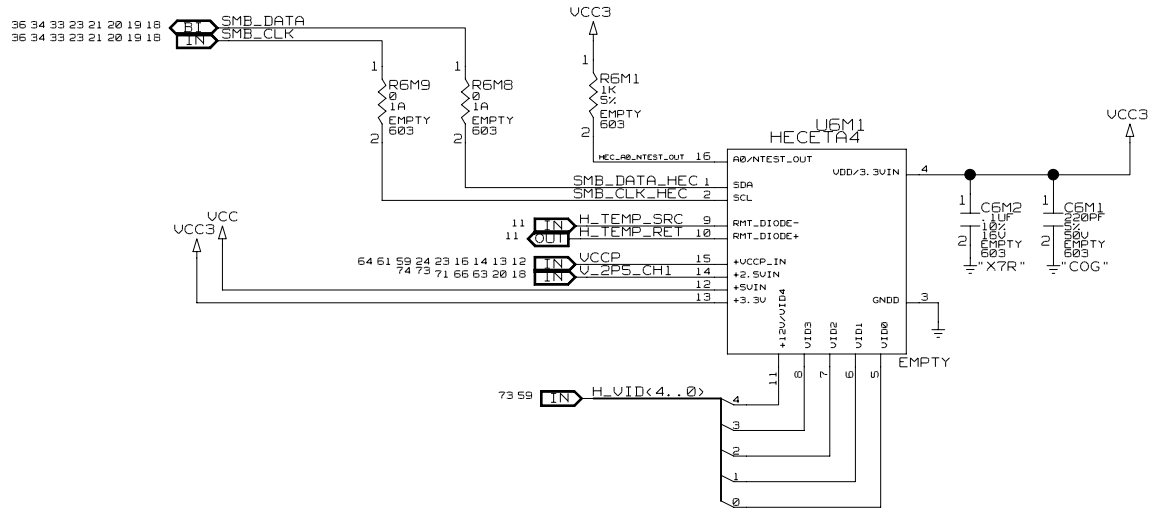 36 34 33 23 21 20 19 18 BI SMB_DATA
36 34 33 23 21 20 19 18 IN SMB_CLK
VCC3
1
R6M9
0
1A
EMPTY
603
2
1
R6M8
0
1A
EMPTY
603
2
1
R6M1
1K
5%
EMPTY
603
2
U6M1
HECETA4
VCC3
HEC_A0_NTEST_OUT 16 A0/NTEST_OUT
VDD/3.3VIN 4
SMB_DATA_HEC 1 SDA
SMB_CLK_HEC 2 SCL
1
C6M2
.1UF
10%
16V
EMPTY
603
2
"X7R"
1
C6M1
220PF
5%
50V
EMPTY
603
2
"COG"
11 IN H_TEMP_SRC 9 RMT_DIODE-
11 OUT H_TEMP_RET 10 RMT_DIODE+
VCC
VCC3
64 61 59 24 23 16 14 13 12 IN VCCP 15 +VCCP_IN
74 73 71 66 63 20 18 IN V_2P5_CH1 14 +2.5VIN
12 +5VIN
13 +3.3V
GNDD 3
+12V/VID4
VID3
VID2
VID1
VID0
EMPTY
11
8
7
6
5
73 59 IN H_VID<4..0>
4
3
2
1
0